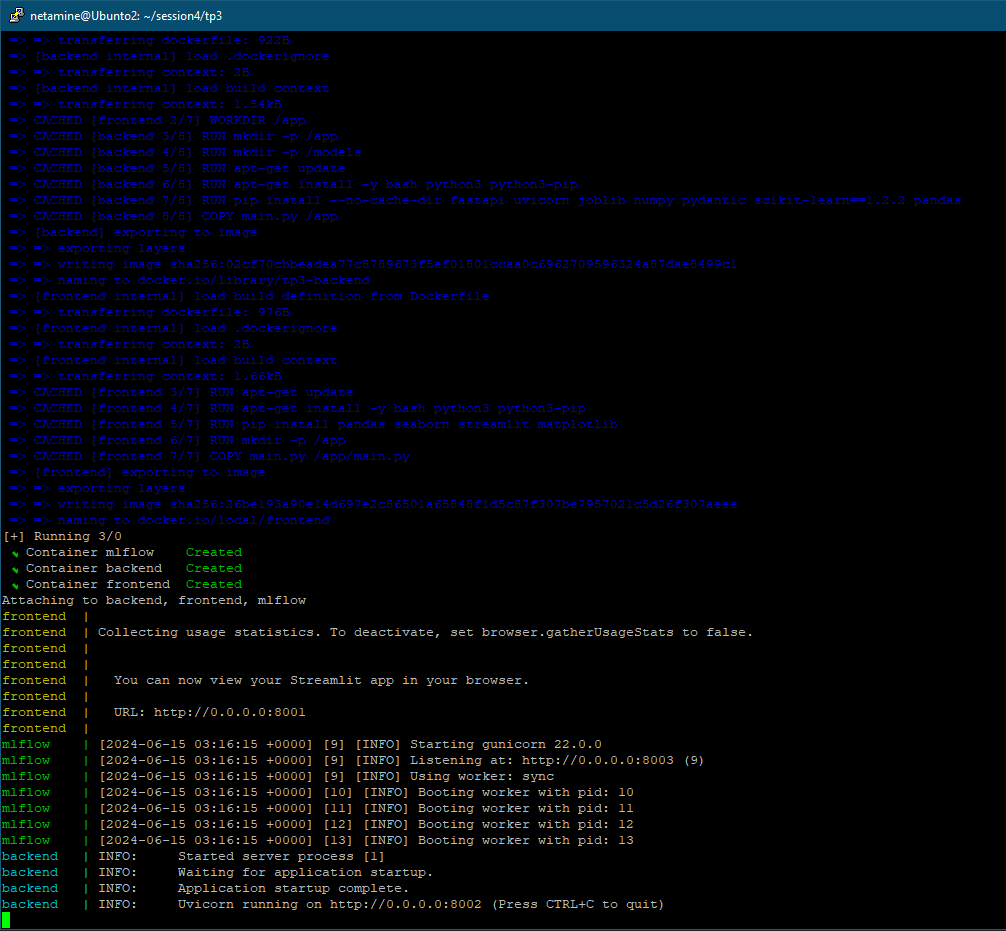 netamine@Ubunto2: ~/session4/tp3
=> => transferring dockerfile: 922B
=> [backend internal] load .dockerignore
=> => transferring context: 2B
=> [backend internal] load build context
=> => transferring context: 1.54kB
=> CACHED [frontend 2/7] WORKDIR /app
=> CACHED [backend 3/8] RUN mkdir -p /app
=> CACHED [backend 4/8] RUN mkdir -p /models
=> CACHED [backend 5/8] RUN apt-get update
=> CACHED [backend 6/8] RUN apt-get install -y bash python3 python3-pip
=> CACHED [backend 7/8] RUN pip install --no-cache-dir fastapi uvicorn joblib numpy pydantic scikit-learn==1.2.2 pandas
=> CACHED [backend 8/8] COPY main.py /app
=> [backend] exporting to image
=> => exporting layers
=> => writing image
=> => naming to docker.io/library/tp3-backend
=> [frontend internal] load build definition from Dockerfile
=> => transferring dockerfile: 976B
=> [frontend internal] load .dockerignore
=> => transferring context: 2B
=> [frontend internal] load build context
=> => transferring context: 1.66kB
=> CACHED [frontend 3/7] RUN apt-get update
=> CACHED [frontend 4/7] RUN apt-get install -y bash python3 python3-pip
=> CACHED [frontend 5/7] RUN pip install pandas seaborn streamlit matplotlib
=> CACHED [frontend 6/7] RUN mkdir -p /app
=> CACHED [frontend 7/7] COPY main.py /app/main.py
=> [frontend] exporting to image
=> => exporting layers
=> => writing image
=> => naming to docker.io/local/frontend
[+] Running 3/0
✔ Container mlflow    Created
✔ Container backend   Created
✔ Container frontend  Created
Attaching to backend, frontend, mlflow
frontend  |
frontend  | Collecting usage statistics. To deactivate, set browser.gatherUsageStats to false.
frontend  |
frontend  |
frontend  |   You can now view your Streamlit app in your browser.
frontend  |
frontend  |   URL: http://0.0.0.0:8001
frontend  |
mlflow    | [2024-06-15 03:16:15 +0000] [9] [INFO] Starting gunicorn 22.0.0
mlflow    | [2024-06-15 03:16:15 +0000] [9] [INFO] Listening at: http://0.0.0.0:8003 (9)
mlflow    | [2024-06-15 03:16:15 +0000] [9] [INFO] Using worker: sync
mlflow    | [2024-06-15 03:16:15 +0000] [10] [INFO] Booting worker with pid: 10
mlflow    | [2024-06-15 03:16:15 +0000] [11] [INFO] Booting worker with pid: 11
mlflow    | [2024-06-15 03:16:15 +0000] [12] [INFO] Booting worker with pid: 12
mlflow    | [2024-06-15 03:16:15 +0000] [13] [INFO] Booting worker with pid: 13
backend   | INFO:     Started server process [1]
backend   | INFO:     Waiting for application startup.
backend   | INFO:     Application startup complete.
backend   | INFO:     Uvicorn running on http://0.0.0.0:8002 (Press CTRL+C to quit)